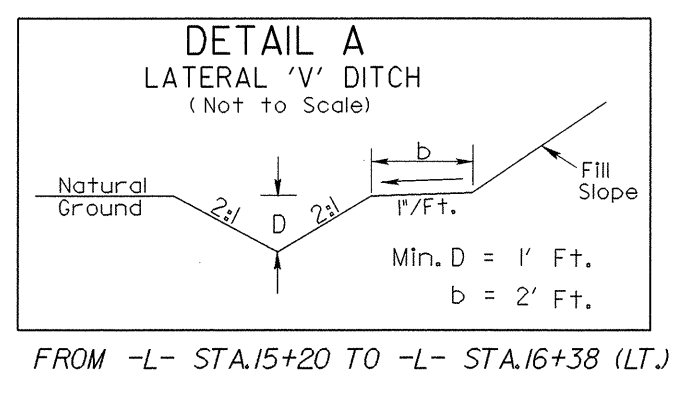 DETAIL A
LATERAL 'V' DITCH
(Not to Scale)
b
Natural
Ground
2:1
D
2:1
1"/Ft.
Fill
Slope
Min. D = 1' Ft.
b = 2' Ft.
FROM -L- STA.15+20 TO -L- STA.16+38 (LT.)